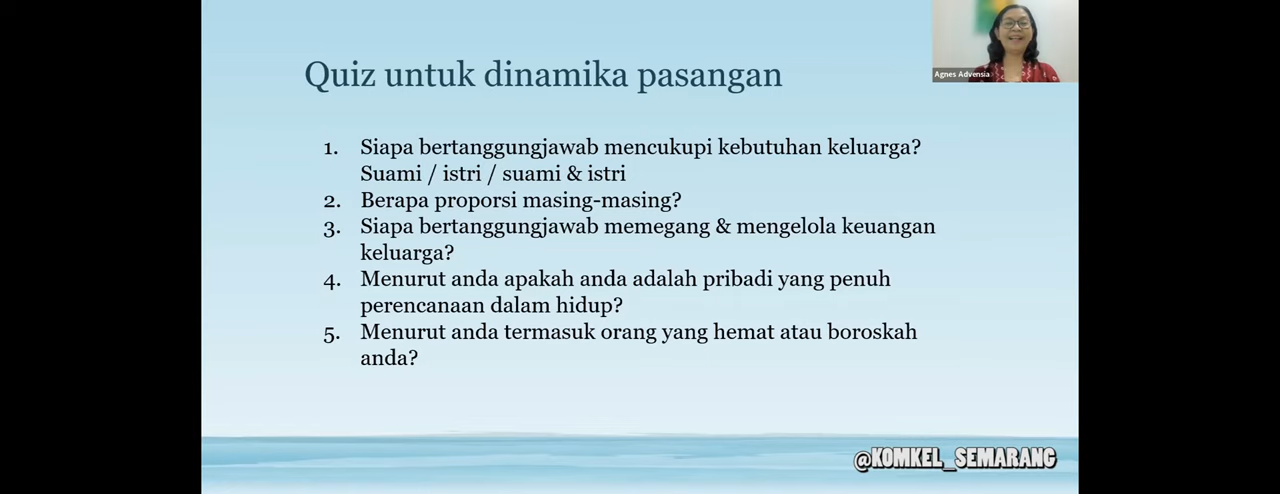 Quiz untuk dinamika pasangan
Agnes Advensia
1. Siapa bertanggungjawab mencukupi kebutuhan keluarga?
Suami / istri / suami & istri
2. Berapa proporsi masing-masing?
3. Siapa bertanggungjawab memegang & mengelola keuangan
keluarga?
4. Menurut anda apakah anda adalah pribadi yang penuh
perencanaan dalam hidup?
5. Menurut anda termasuk orang yang hemat atau boroskah
anda?
@KOMKEL_SEMARANG